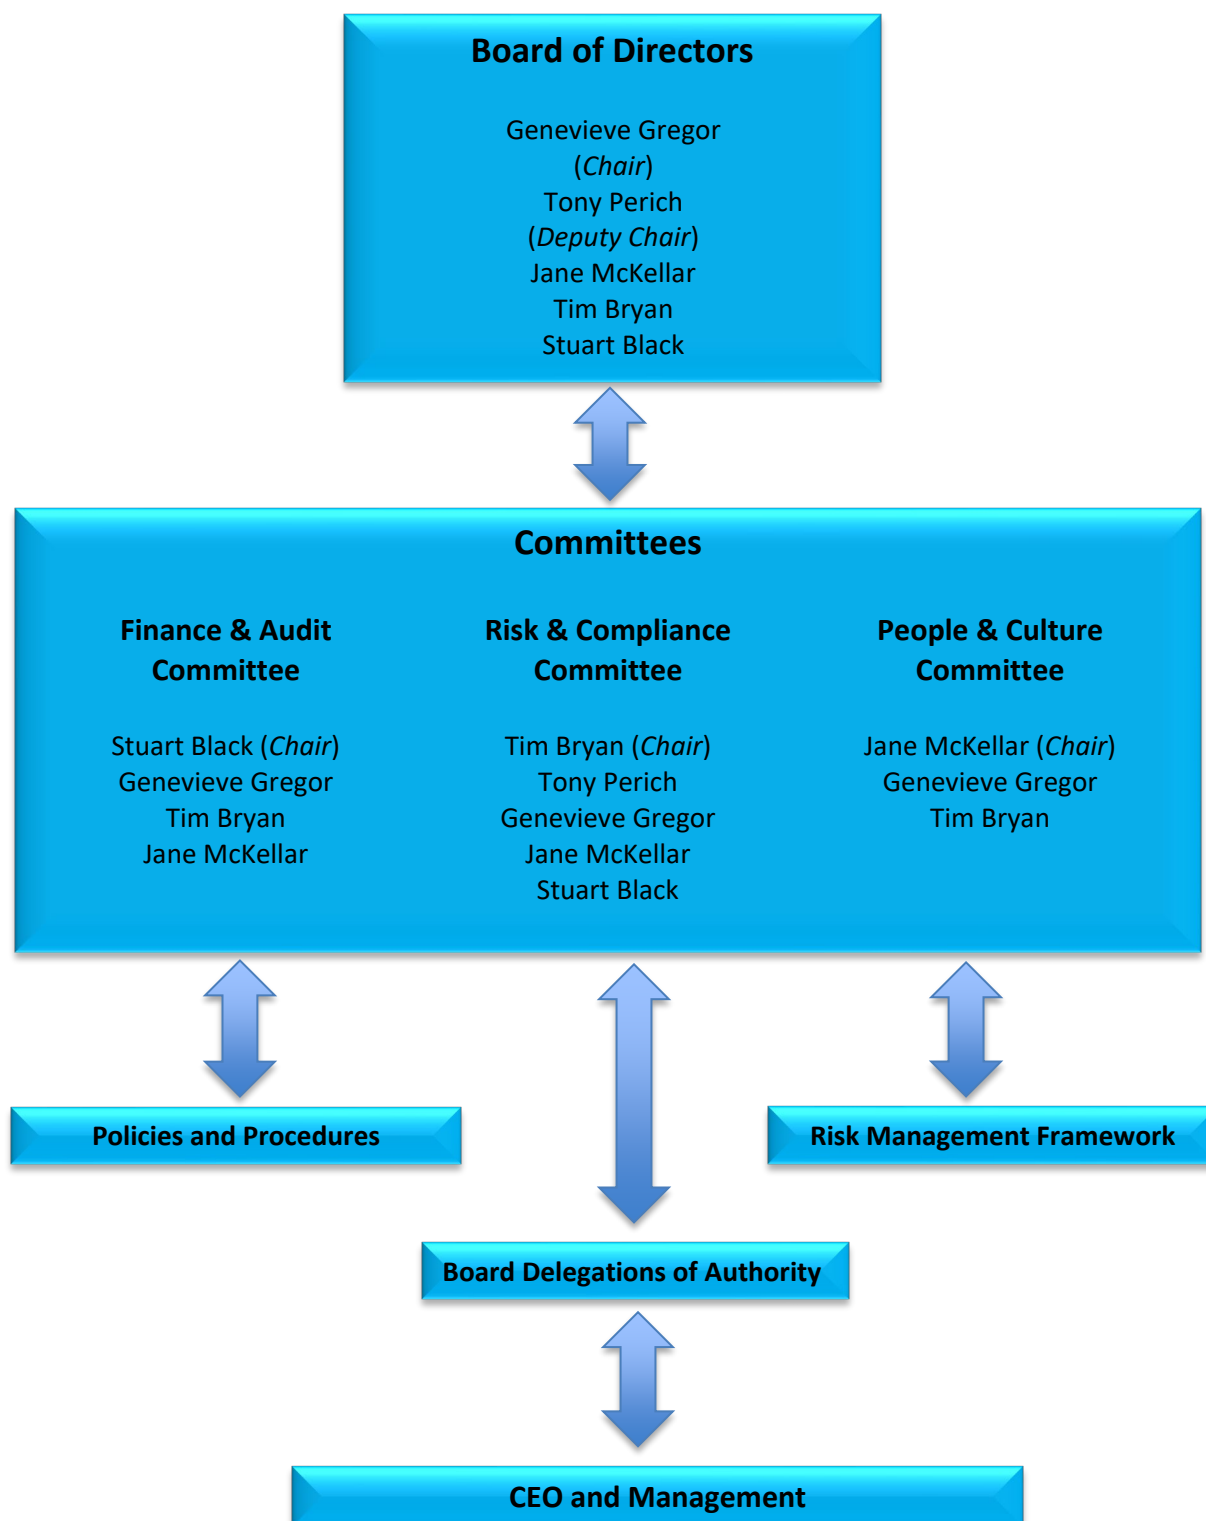 Board of Directors
Genevieve Gregor
(Chair)
Tony Perich
(Deputy Chair)
Jane McKellar
Tim Bryan
Stuart Black
Committees
Finance & Audit
Committee
Stuart Black (Chair)
Genevieve Gregor
Tim Bryan
Jane McKellar
Risk & Compliance
Committee
Tim Bryan (Chair)
Tony Perich
Genevieve Gregor
Jane McKellar
Stuart Black
People & Culture
Committee
Jane McKellar (Chair)
Genevieve Gregor
Tim Bryan
Policies and Procedures
Risk Management Framework
Board Delegations of Authority
CEO and Management